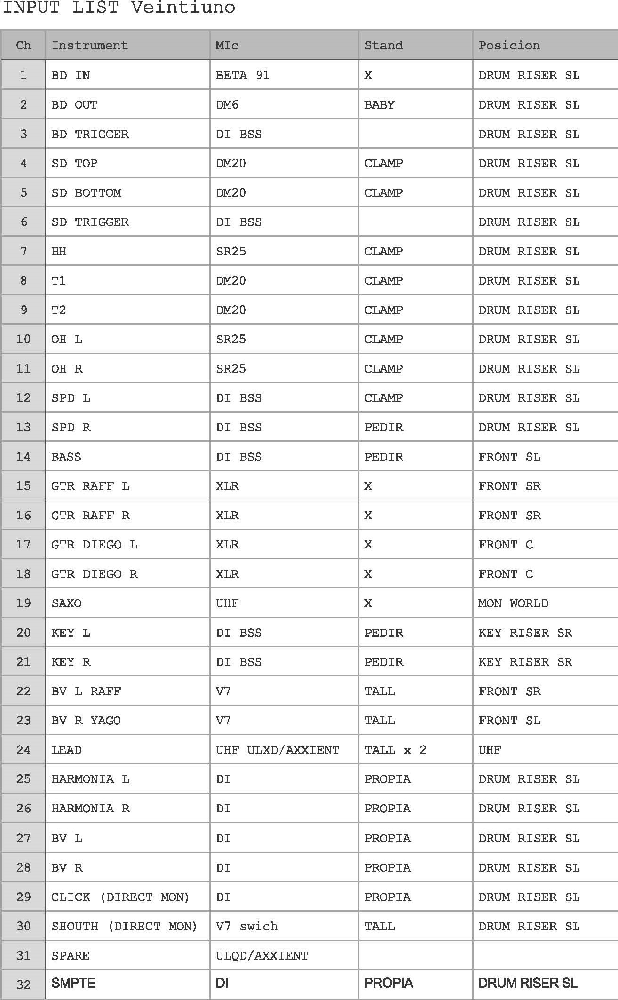 INPUT LIST Veintiuno
Ch Instrument MIc Stand Posicion
1 BD IN BETA 91 X DRUM RISER SL
2 BD OUT DM6 BABY DRUM RISER SL
3 BD TRIGGER DI BSS DRUM RISER SL
4 SD TOP DM20 CLAMP DRUM RISER SL
5 SD BOTTOM DM20 CLAMP DRUM RISER SL
6 SD TRIGGER DI BSS DRUM RISER SL
7 HH SR25 CLAMP DRUM RISER SL
8 T1 DM20 CLAMP DRUM RISER SL
9 T2 DM20 CLAMP DRUM RISER SL
10 OH L SR25 CLAMP DRUM RISER SL
11 OH R SR25 CLAMP DRUM RISER SL
12 SPD L DI BSS CLAMP DRUM RISER SL
13 SPD R DI BSS PEDIR DRUM RISER SL
14 BASS DI BSS PEDIR FRONT SL
15 GTR RAFF L XLR X FRONT SR
16 GTR RAFF R XLR X FRONT SR
17 GTR DIEGO L XLR X FRONT C
18 GTR DIEGO R XLR X FRONT C
19 SAXO UHF X MON WORLD
20 KEY L DI BSS PEDIR KEY RISER SR
21 KEY R DI BSS PEDIR KEY RISER SR
22 BV L RAFF V7 TALL FRONT SR
23 BV R YAGO V7 TALL FRONT SL
24 LEAD UHF ULXD/AXXIENT TALL x 2 UHF
25 HARMONIA L DI PROPIA DRUM RISER SL
26 HARMONIA R DI PROPIA DRUM RISER SL
27 BV L DI PROPIA DRUM RISER SL
28 BV R DI PROPIA DRUM RISER SL
29 CLICK (DIRECT MON) DI PROPIA DRUM RISER SL
30 SHOUTH (DIRECT MON) V7 swich TALL DRUM RISER SL
31 SPARE ULQD/AXXIENT
32 SMPTE DI PROPIA DRUM RISER SL